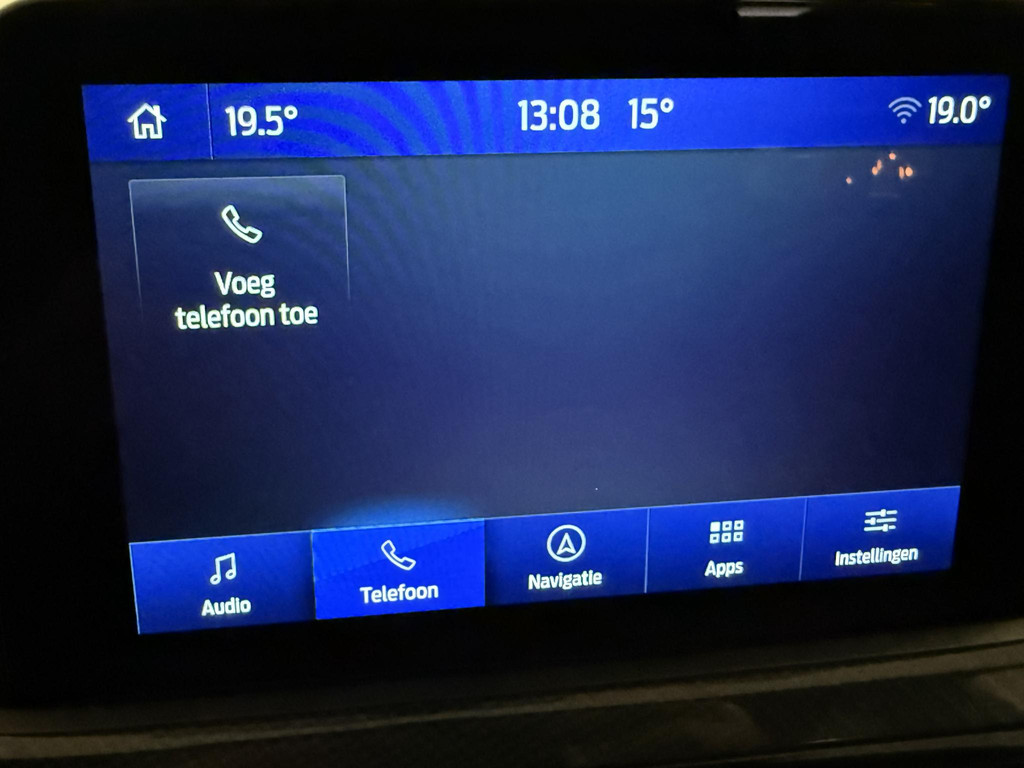 19.5° 13:08 15° 19.0°
Voeg
telefoon toe
Audio Telefoon Navigatie Apps Instellingen